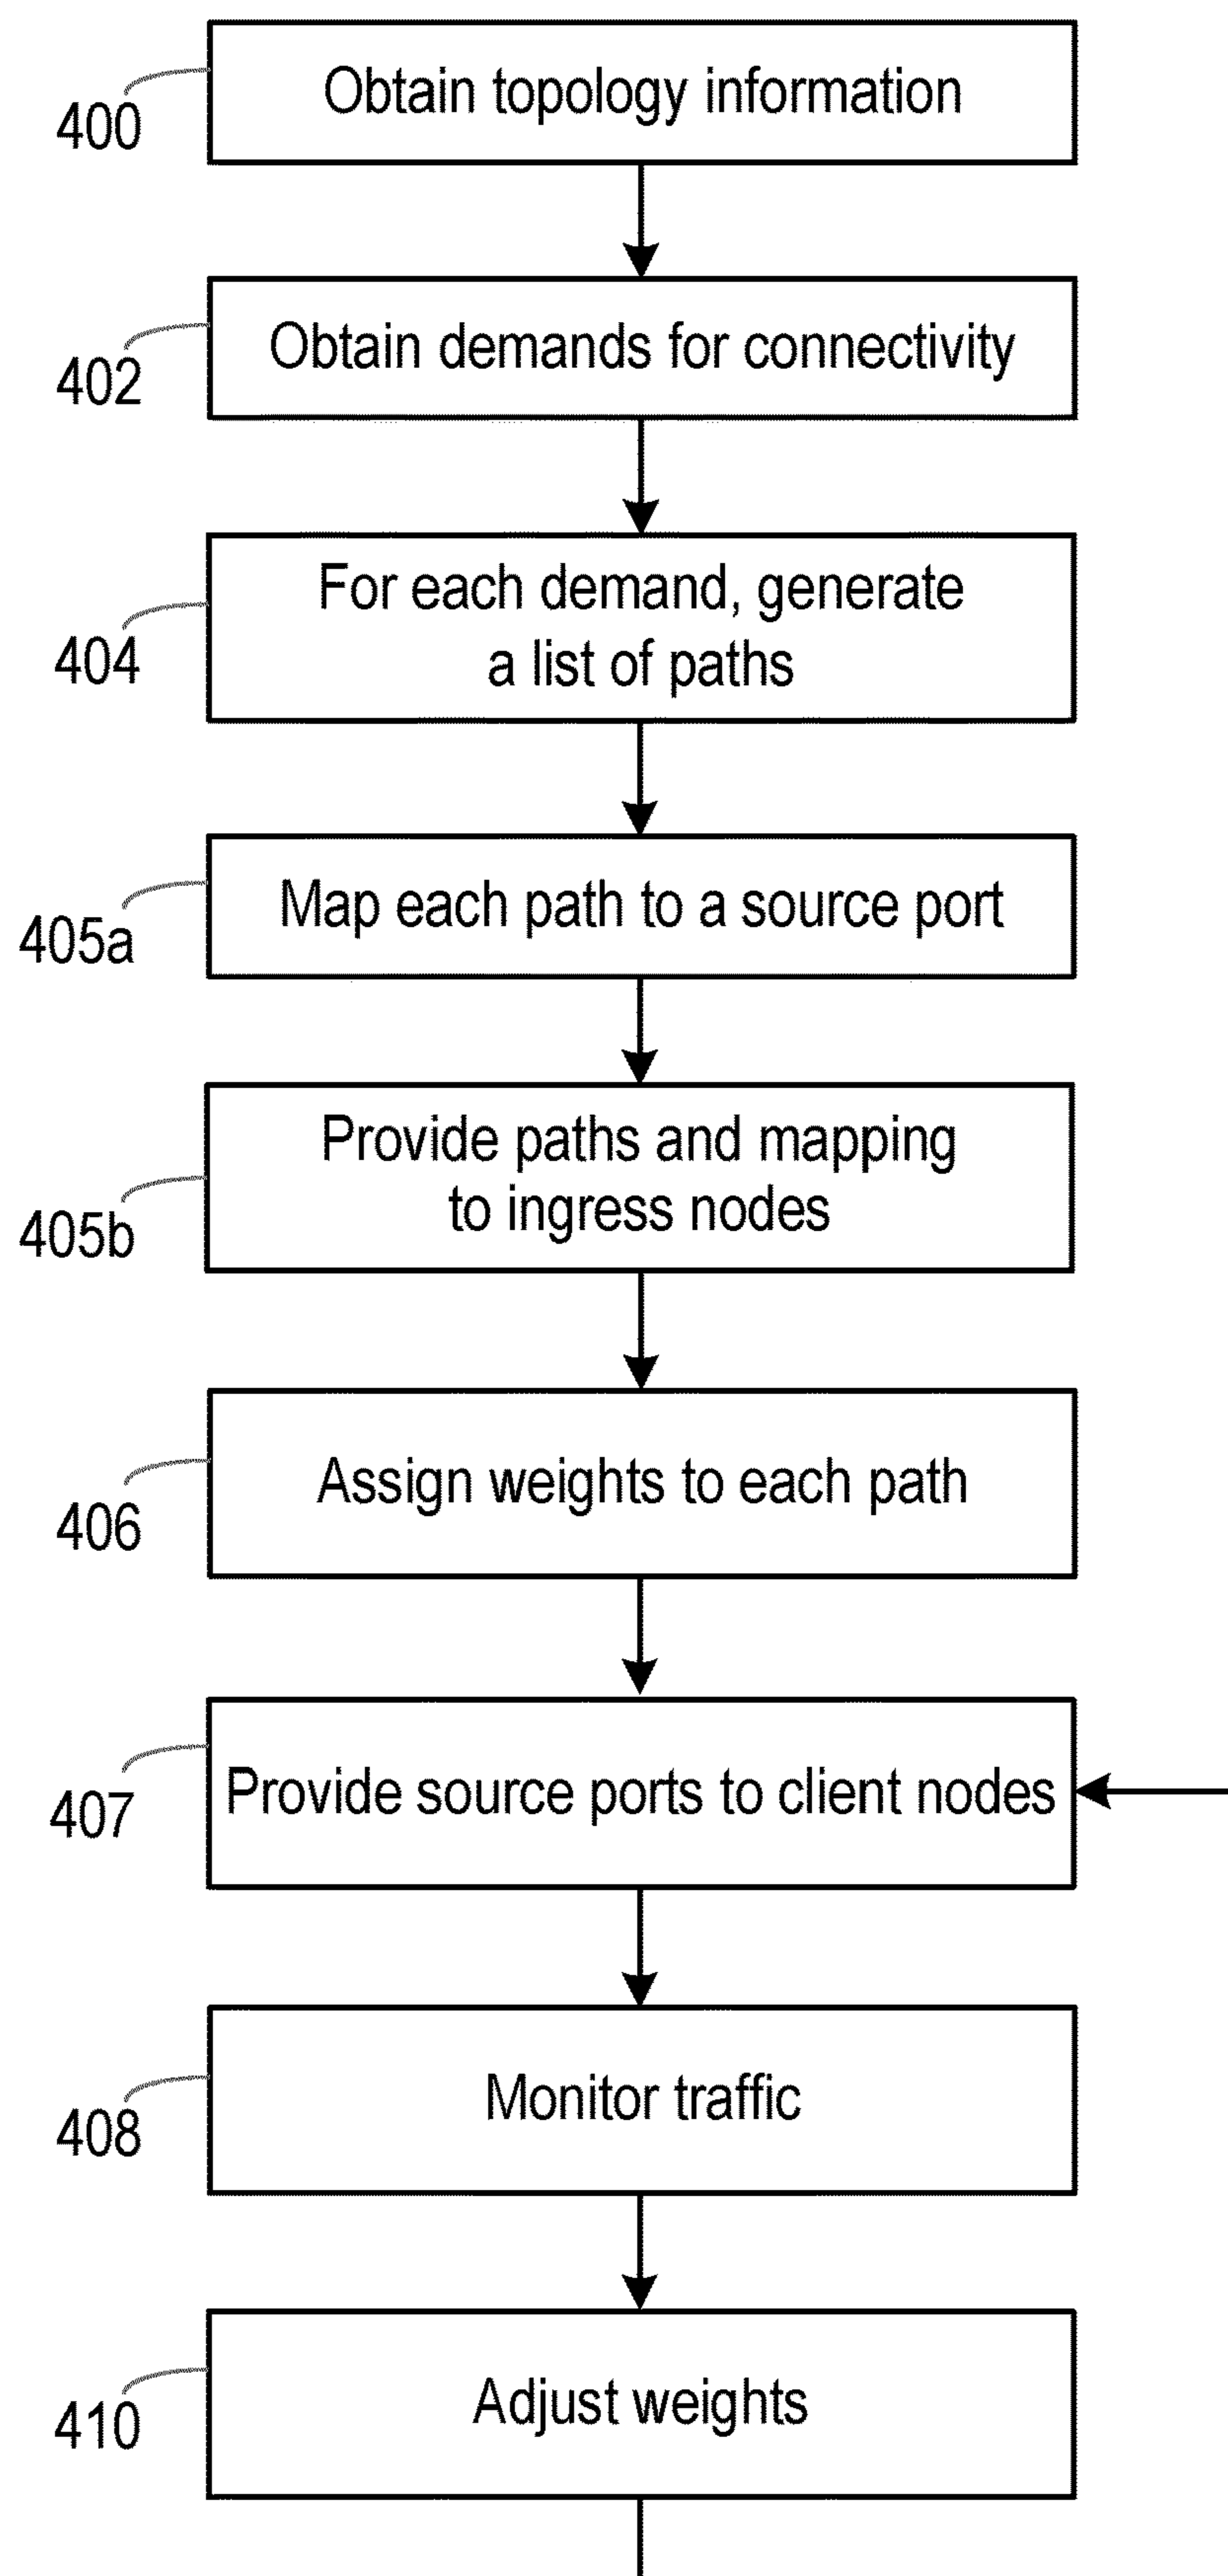 Obtain topology information
400
Obtain demands for connectivity
402
For each demand, generate
a list of paths
404
Map each path to a source port
405a
Provide paths and mapping
to ingress nodes
405b
Assign weights to each path
406
Provide source ports to client nodes
407
Monitor traffic
408
Adjust weights
410